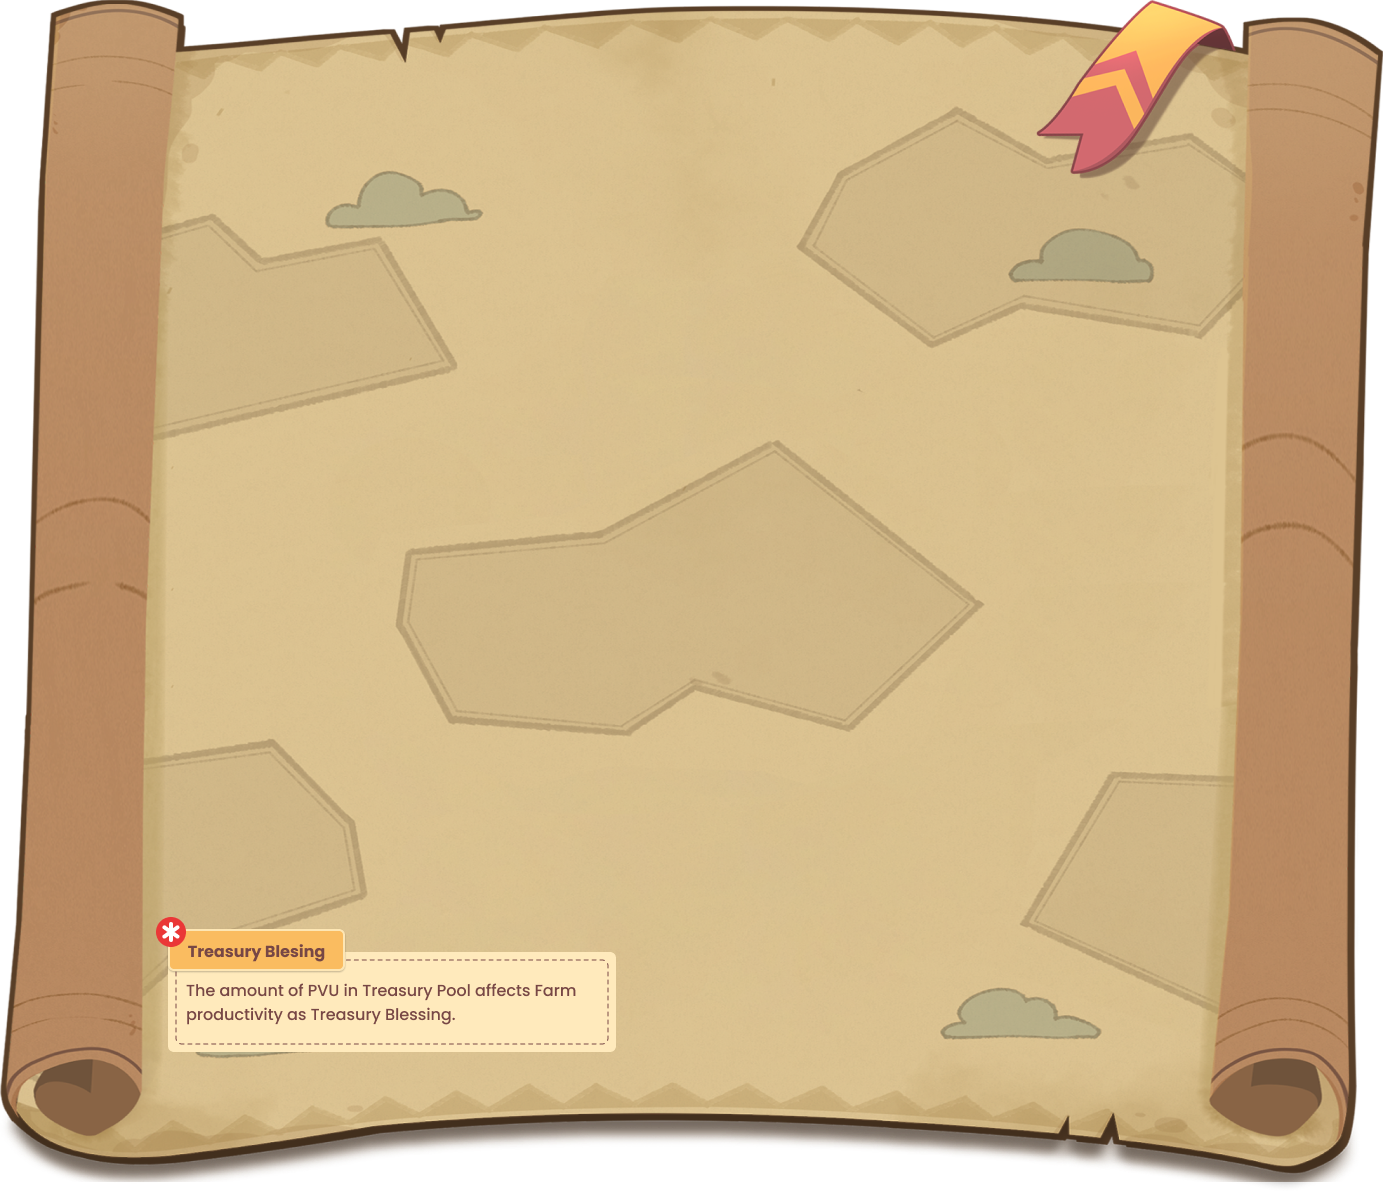 Treasury Blesing
The amount of PVU in Treasury Pool affects Farm
productivity as Treasury Blessing.